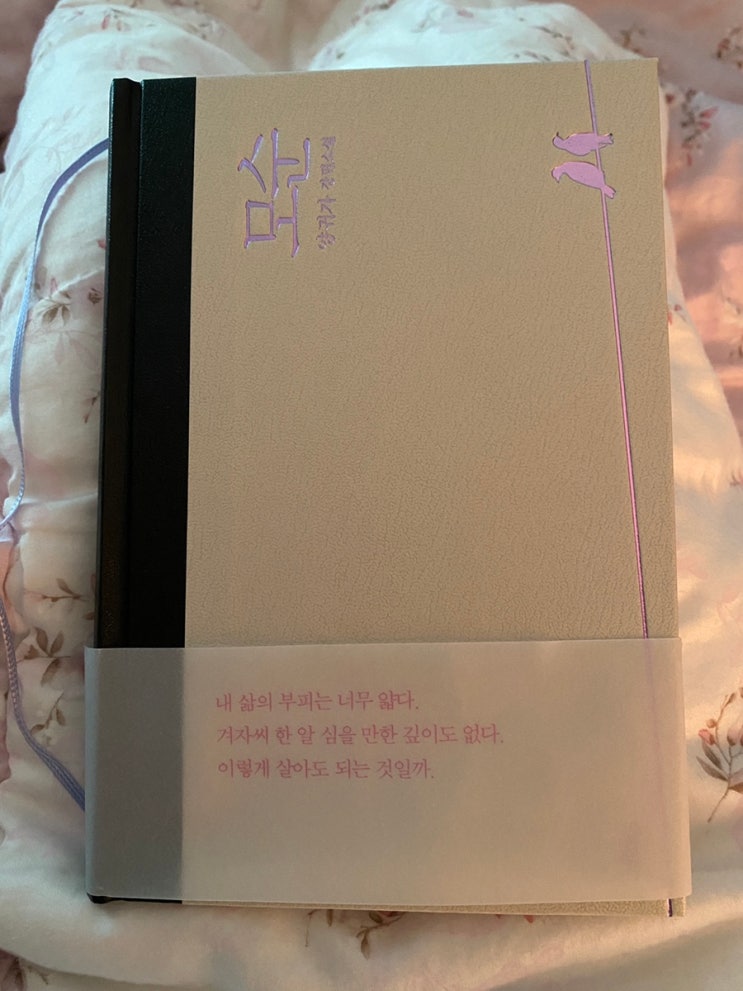 모순
양귀자 장편소설
내 삶의 부피는 너무 얇다.
겨자씨 한 알 심을 만한 깊이도 없다.
이렇게 살아도 되는 것일까.